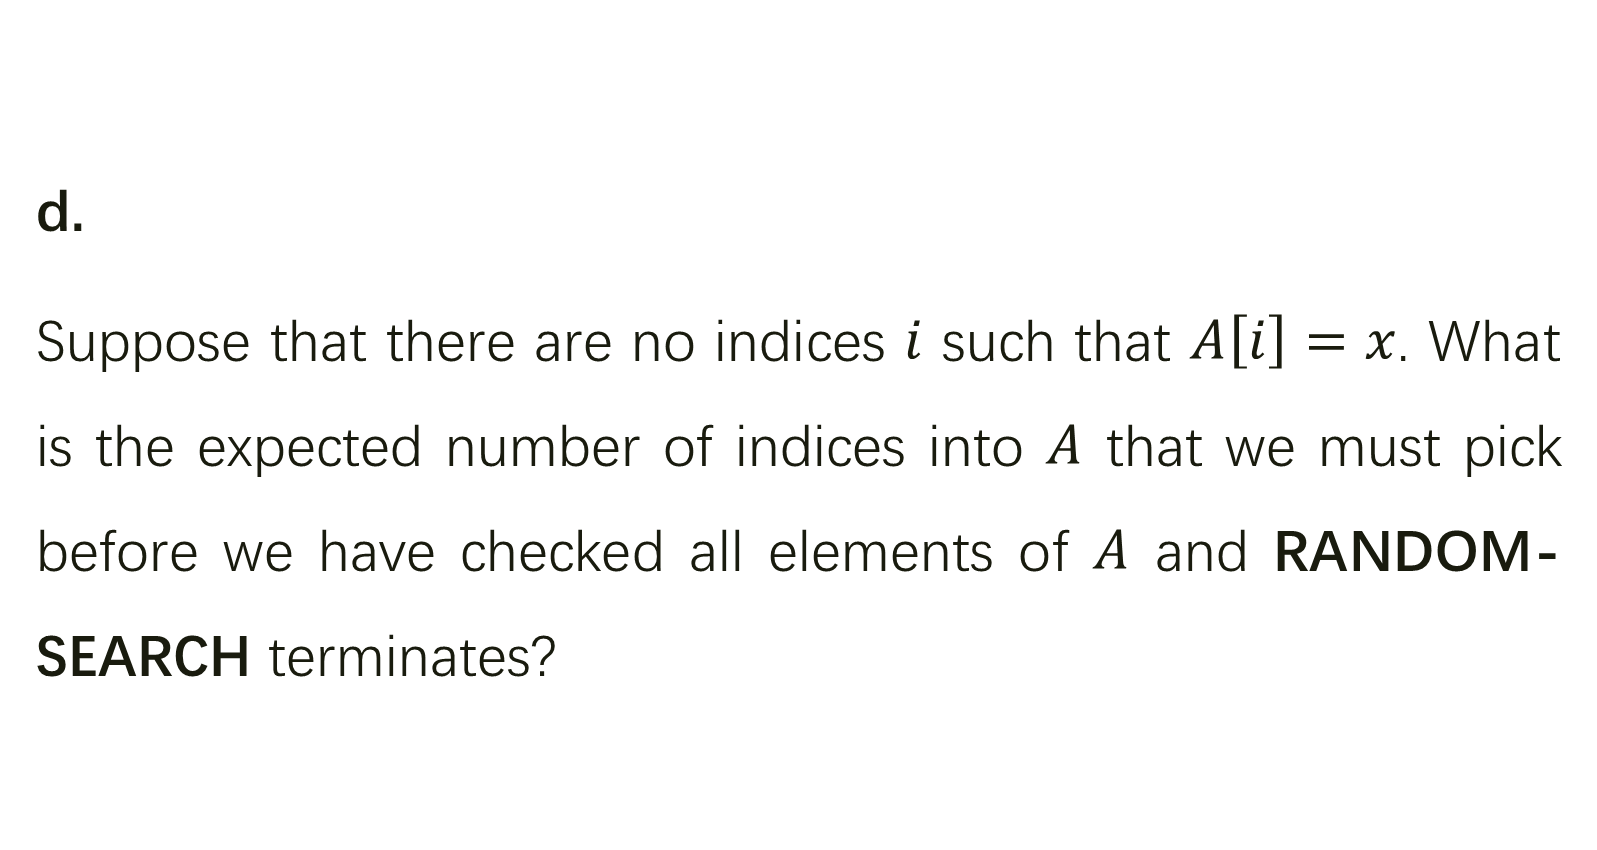 d.
Suppose that there are no indices i such that A[i] = x. What
is the expected number of indices into A that we must pick
before we have checked all elements of A and RANDOM-
SEARCH terminates?